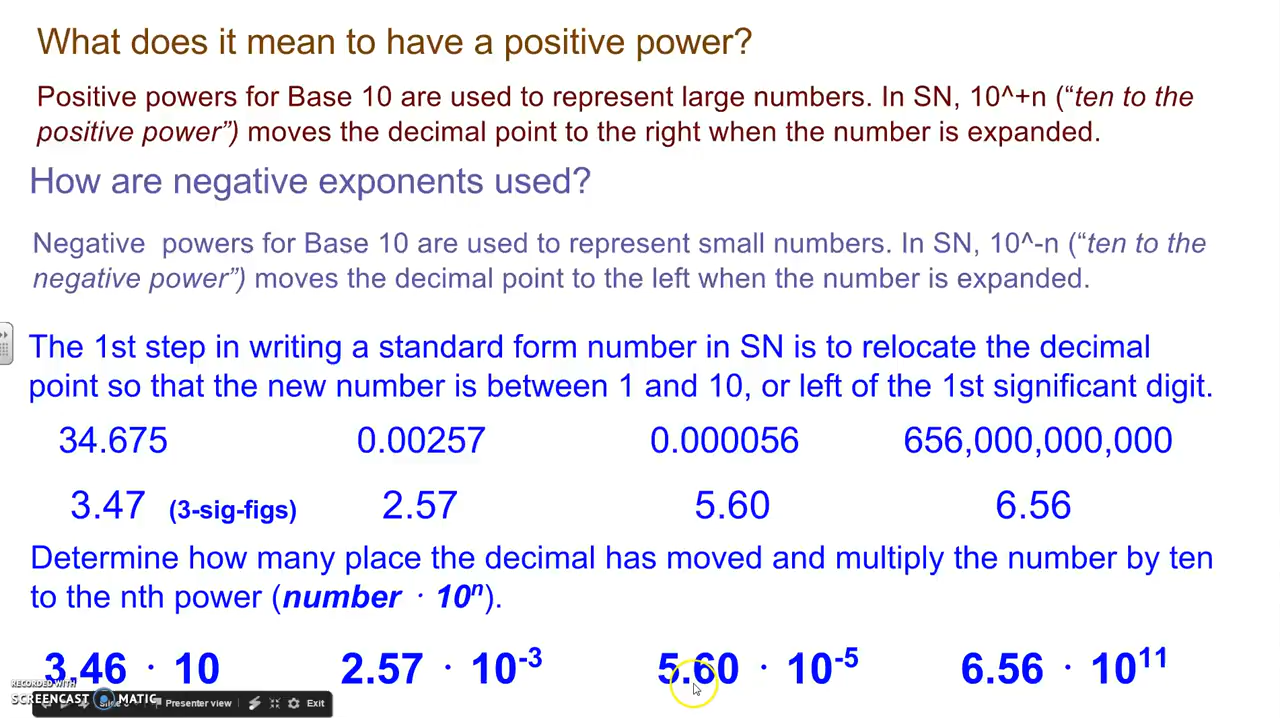 What does it mean to have a positive power?
Positive powers for Base 10 are used to represent large numbers. In SN, 10^+n (“ten to the
positive power”) moves the decimal point to the right when the number is expanded.
How are negative exponents used?
Negative powers for Base 10 are used to represent small numbers. In SN, 10^-n (“ten to the
negative power”) moves the decimal point to the left when the number is expanded.
The 1st step in writing a standard form number in SN is to relocate the decimal
point so that the new number is between 1 and 10, or left of the 1st significant digit.
34.675 0.00257 0.000056 656,000,000,000
3.47 (3-sig-figs) 2.57 5.60 6.56
Determine how many place the decimal has moved and multiply the number by ten
to the nth power (number · 10ⁿ).
3.46 · 10 2.57 · 10⁻³ 5.60 · 10⁻⁵ 6.56 · 10¹¹
RECORDED WITH
SCREENCAST MATIC
Presenter view Exit